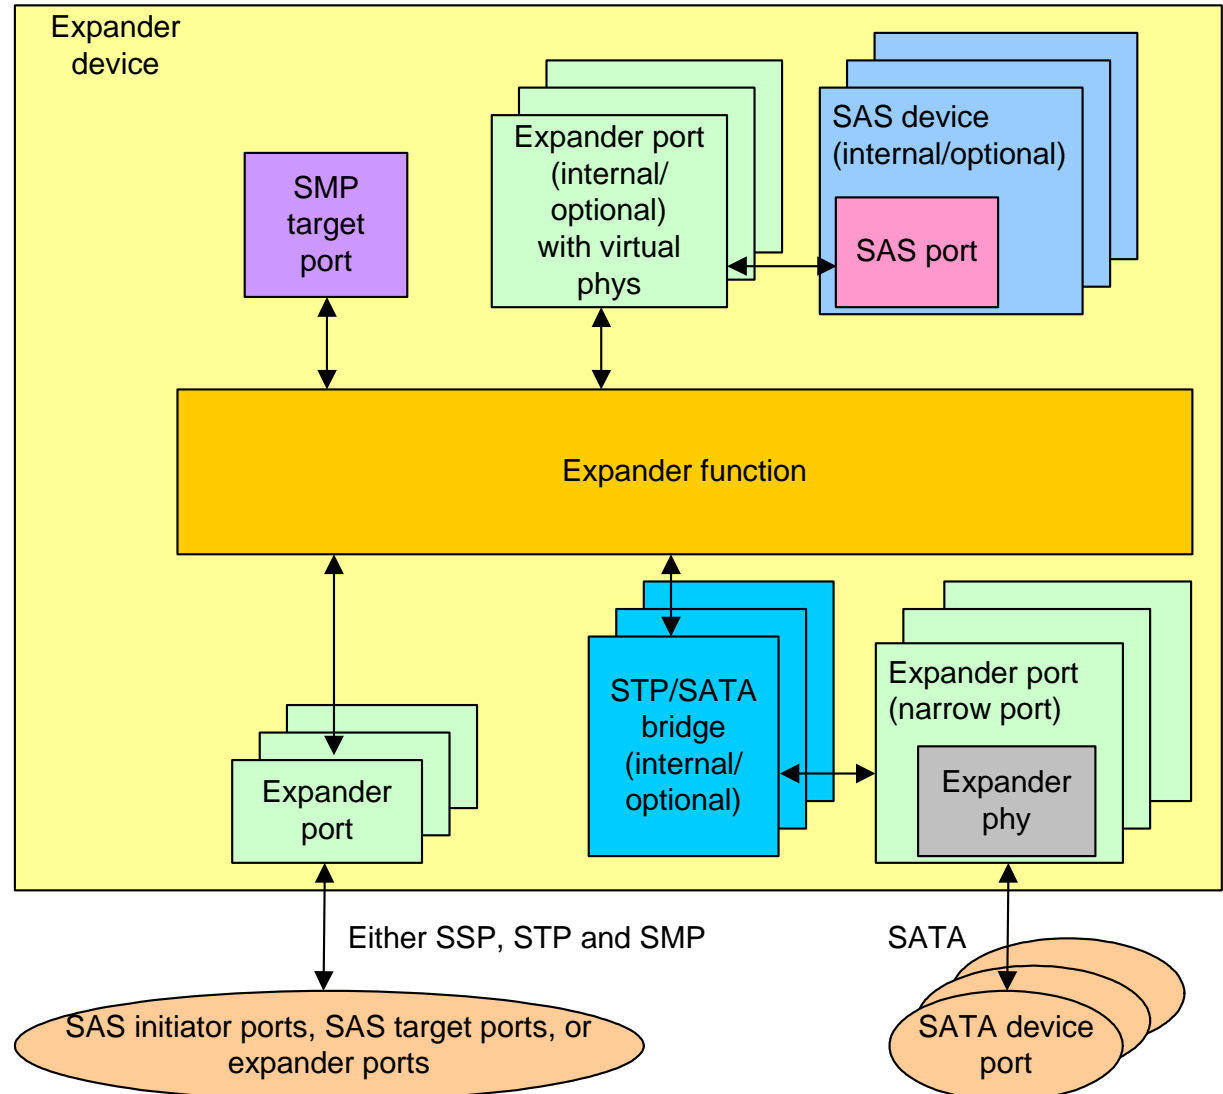 Expander
device
Expander port
(internal/
optional)
with virtual
phys
SAS device
(internal/optional)
SAS port
SMP
target
port
Expander function
STP/SATA
bridge
(internal/
optional)
Expander port
(narrow port)
Expander
phy
Expander
port
Either SSP, STP and SMP
SATA
SAS initiator ports, SAS target ports, or
expander ports
SATA device
port